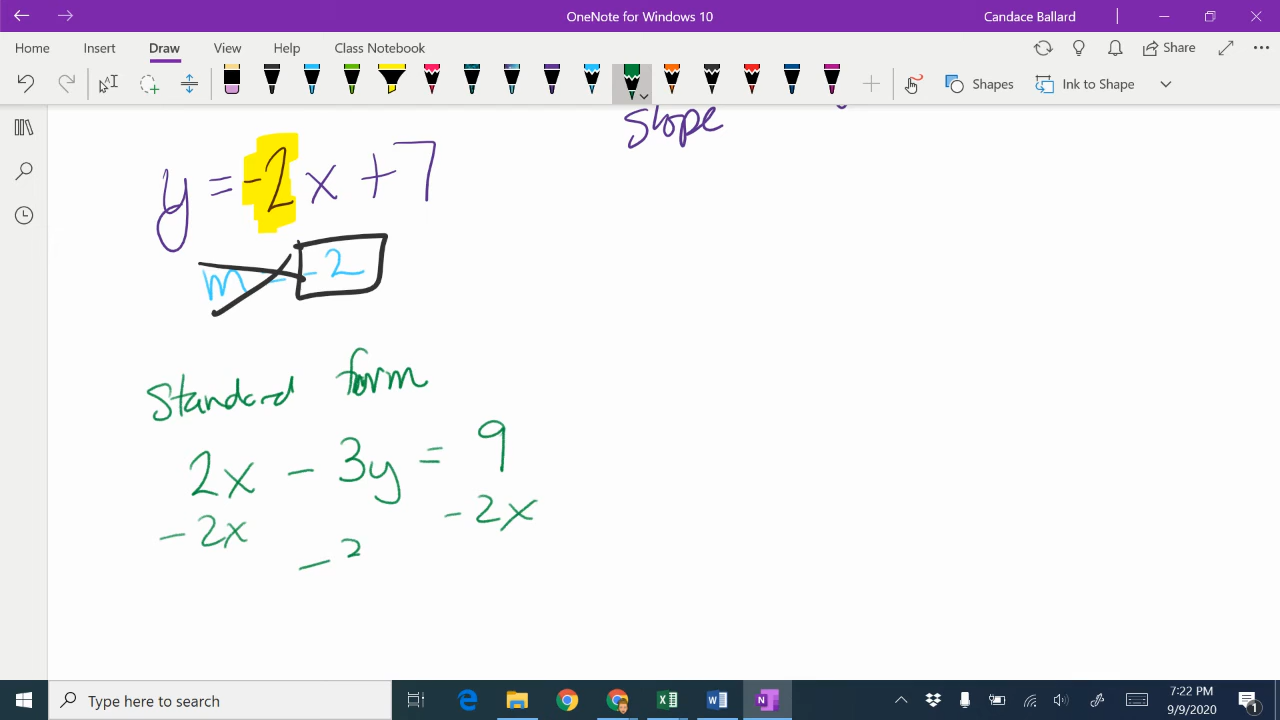 OneNote for Windows 10
Candace Ballard
Home Insert Draw View Help Class Notebook Share
Shapes Ink to Shape
slope
y = -2x + 7
m = -2
Standard form
2x - 3y = 9
-2x -2x
-3
Type here to search
7:22 PM
9/9/2020
1